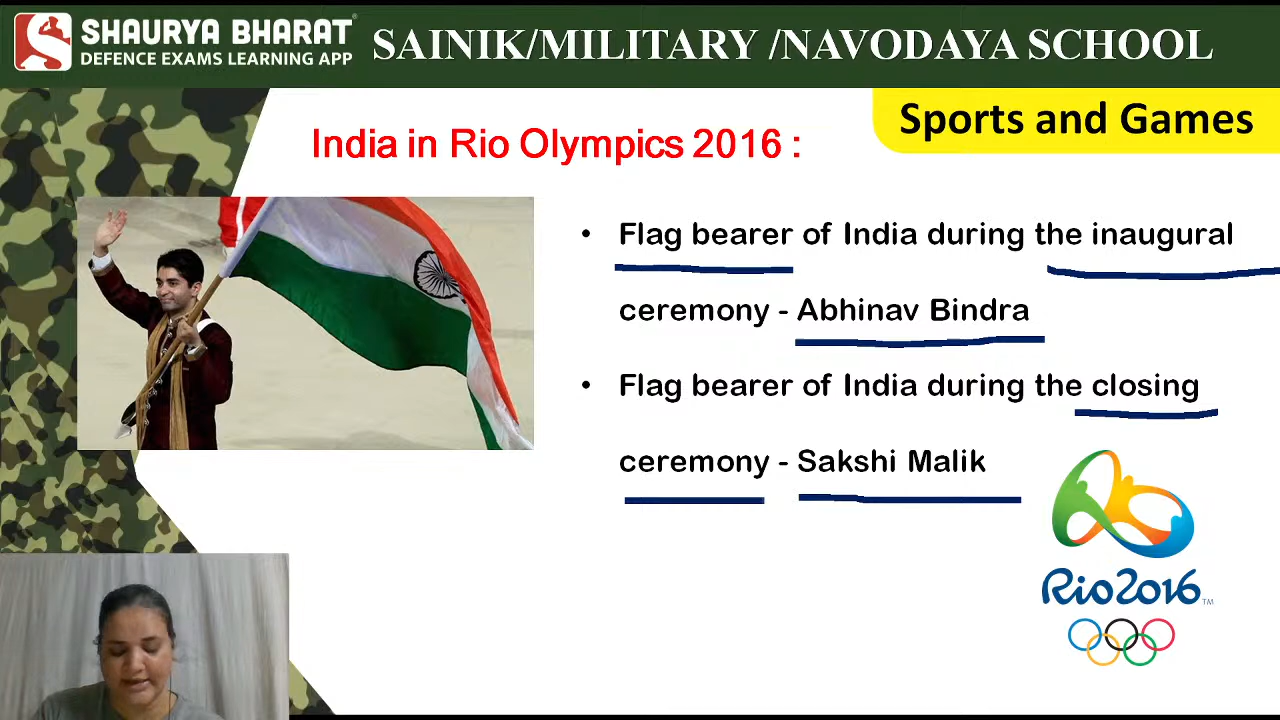 SHAURYA BHARAT
DEFENCE EXAMS LEARNING APP
SAINIK/MILITARY /NAVODAYA SCHOOL
Sports and Games
India in Rio Olympics 2016 :
• Flag bearer of India during the inaugural
ceremony - Abhinav Bindra
• Flag bearer of India during the closing
ceremony - Sakshi Malik
Rio2016™